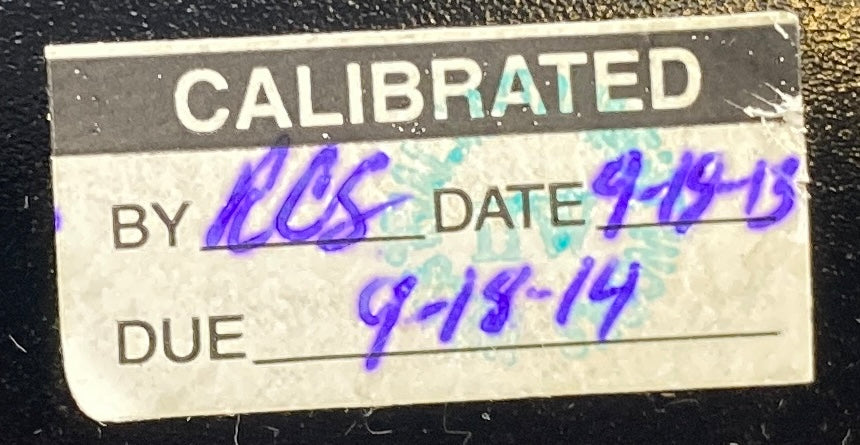 CALIBRATED
BY RCS DATE 9-18-13
DUE 9-18-14